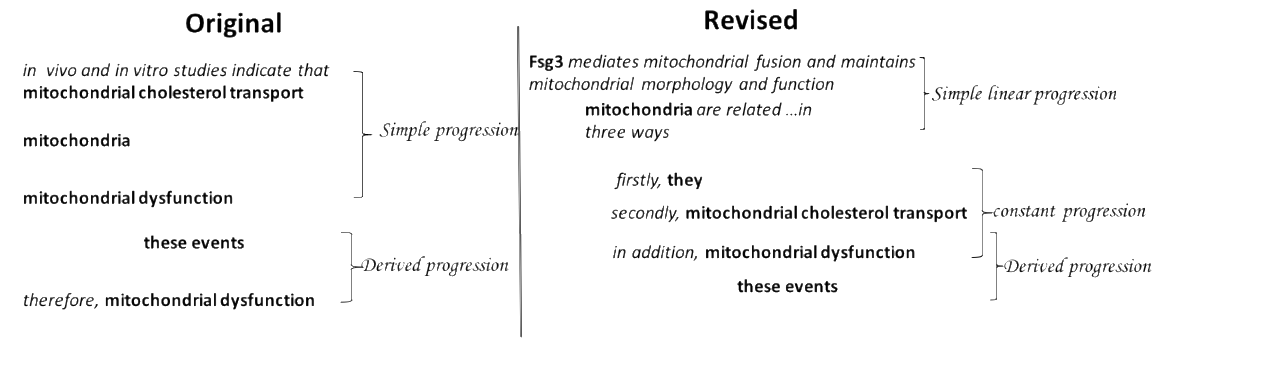 Original
in vivo and in vitro studies indicate that
mitochondrial cholesterol transport
mitochondria
Simple progression
mitochondrial dysfunction
these events
Derived progression
therefore, mitochondrial dysfunction
Revised
Fsg3 mediates mitochondrial fusion and maintains
mitochondrial morphology and function
Simple linear progression
mitochondria are related ...in
three ways
firstly, they
secondly, mitochondrial cholesterol transport
constant progression
in addition, mitochondrial dysfunction
Derived progression
these events